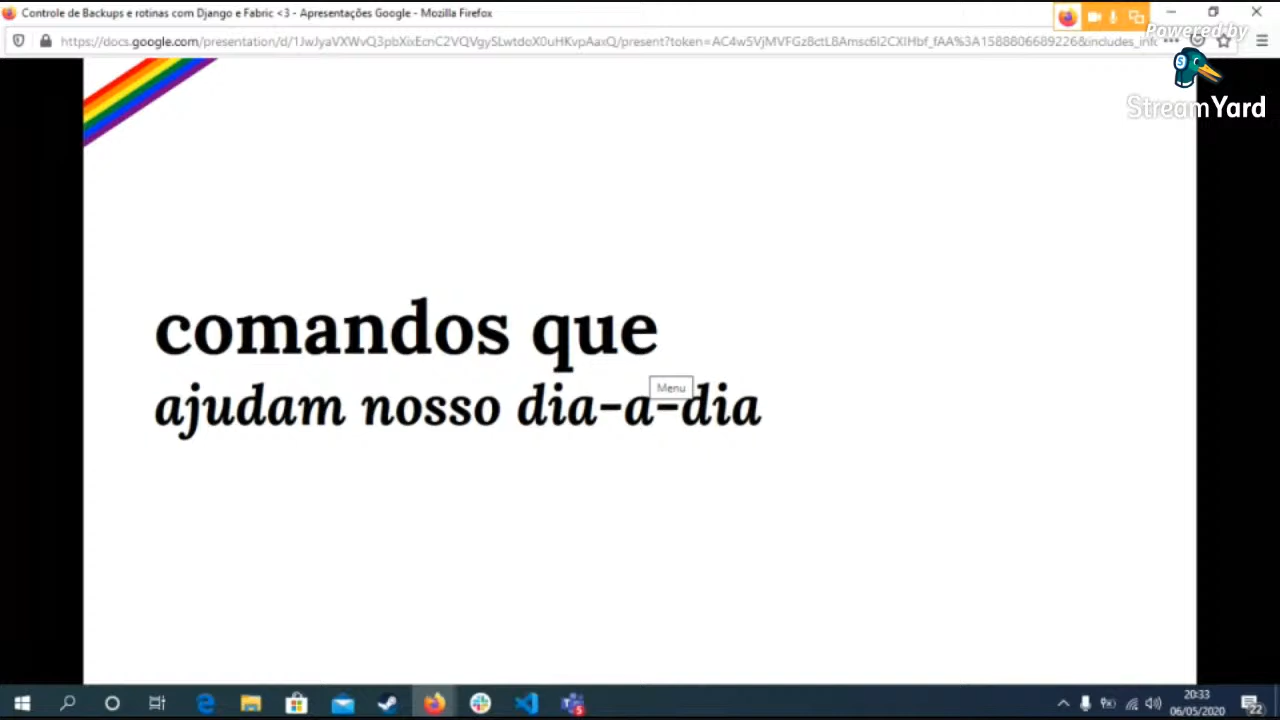 Controle de Backups e rotinas com Django e Fabric <3 - Apresentações Google - Mozilla Firefox
Powered by
StreamYard
comandos que
Menu
ajudam nosso dia-a-dia
20:33
06/05/2020
22